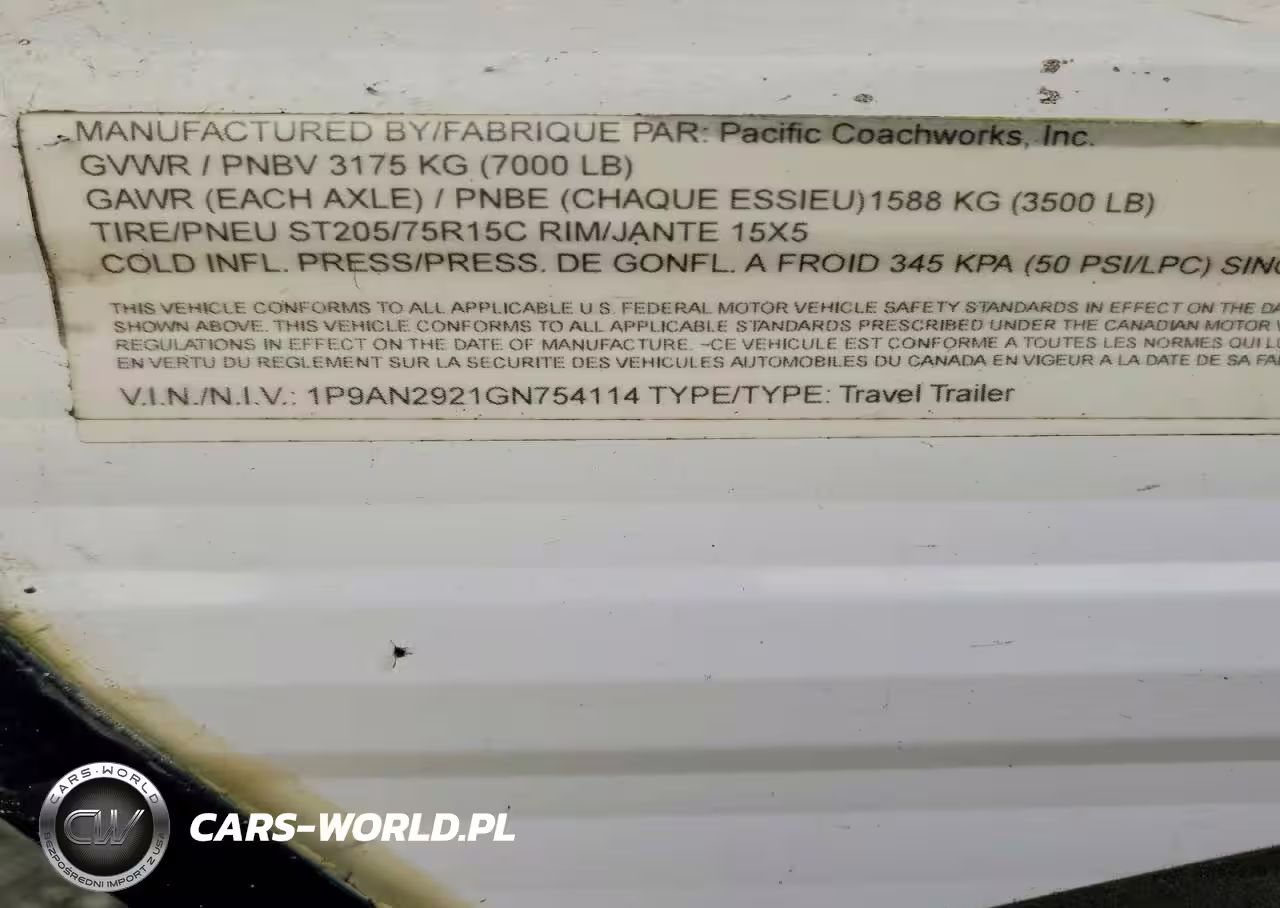 MANUFACTURED BY/FABRIQUE PAR: Pacific Coachworks, Inc.
GVWR / PNBV 3175 KG (7000 LB)
GAWR (EACH AXLE) / PNBE (CHAQUE ESSIEU)1588 KG (3500 LB)
TIRE/PNEU ST205/75R15C RIM/JANTE 15X5
COLD INFL. PRESS/PRESS. DE GONFL. A FROID 345 KPA (50 PSI/LPC)
THIS VEHICLE CONFORMS TO ALL APPLICABLE U.S. FEDERAL MOTOR VEHICLE SAFETY STANDARDS IN EFFECT ON THE
SHOWN ABOVE. THIS VEHICLE CONFORMS TO ALL APPLICABLE STANDARDS PRESCRIBED UNDER THE CANADIAN MOTOR
REGULATIONS IN EFFECT ON THE DATE OF MANUFACTURE. -CE VEHICULE EST CONFORME A TOUTES LES NORMES QUI
EN VERTU DU REGLEMENT SUR LA SECURITE DES VEHICULES AUTOMOBILES DU CANADA EN VIGEUR A LA DATE DE SA
V.I.N./N.I.V.: 1P9AN2921GN754114 TYPE/TYPE: Travel Trailer
CARS-WORLD
CW
BEZPOŚREDNI IMPORT Z USA
CARS-WORLD.PL